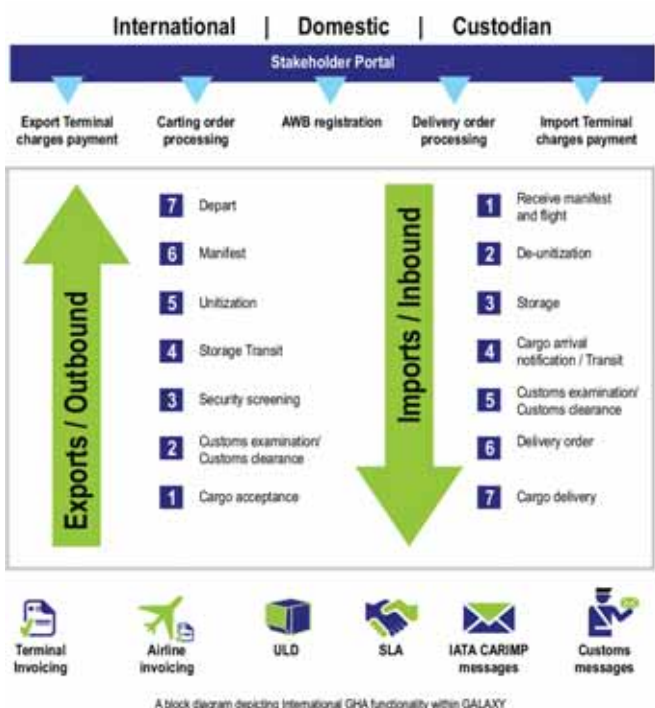 International | Domestic | Custodian
Stakeholder Portal
Export Terminal
charges payment
Carting order
processing
AWB registration
Delivery order
processing
Import Terminal
charges payment
Exports / Outbound
7 Depart
6 Manifest
5 Unitization
4 Storage Transit
3 Security screening
2 Customs examination/
Customs clearance
1 Cargo acceptance
Imports / Inbound
1 Receive manifest
and flight
2 De-unitization
3 Storage
4 Cargo arrival
notification / Transit
5 Customs examination/
Customs clearance
6 Delivery order
7 Cargo delivery
Terminal
Invoicing
Airline
invoicing
ULD
SLA
IATA CARIMP
messages
Customs
messages
A block diagram depicting International GHA functionality within GALAXY